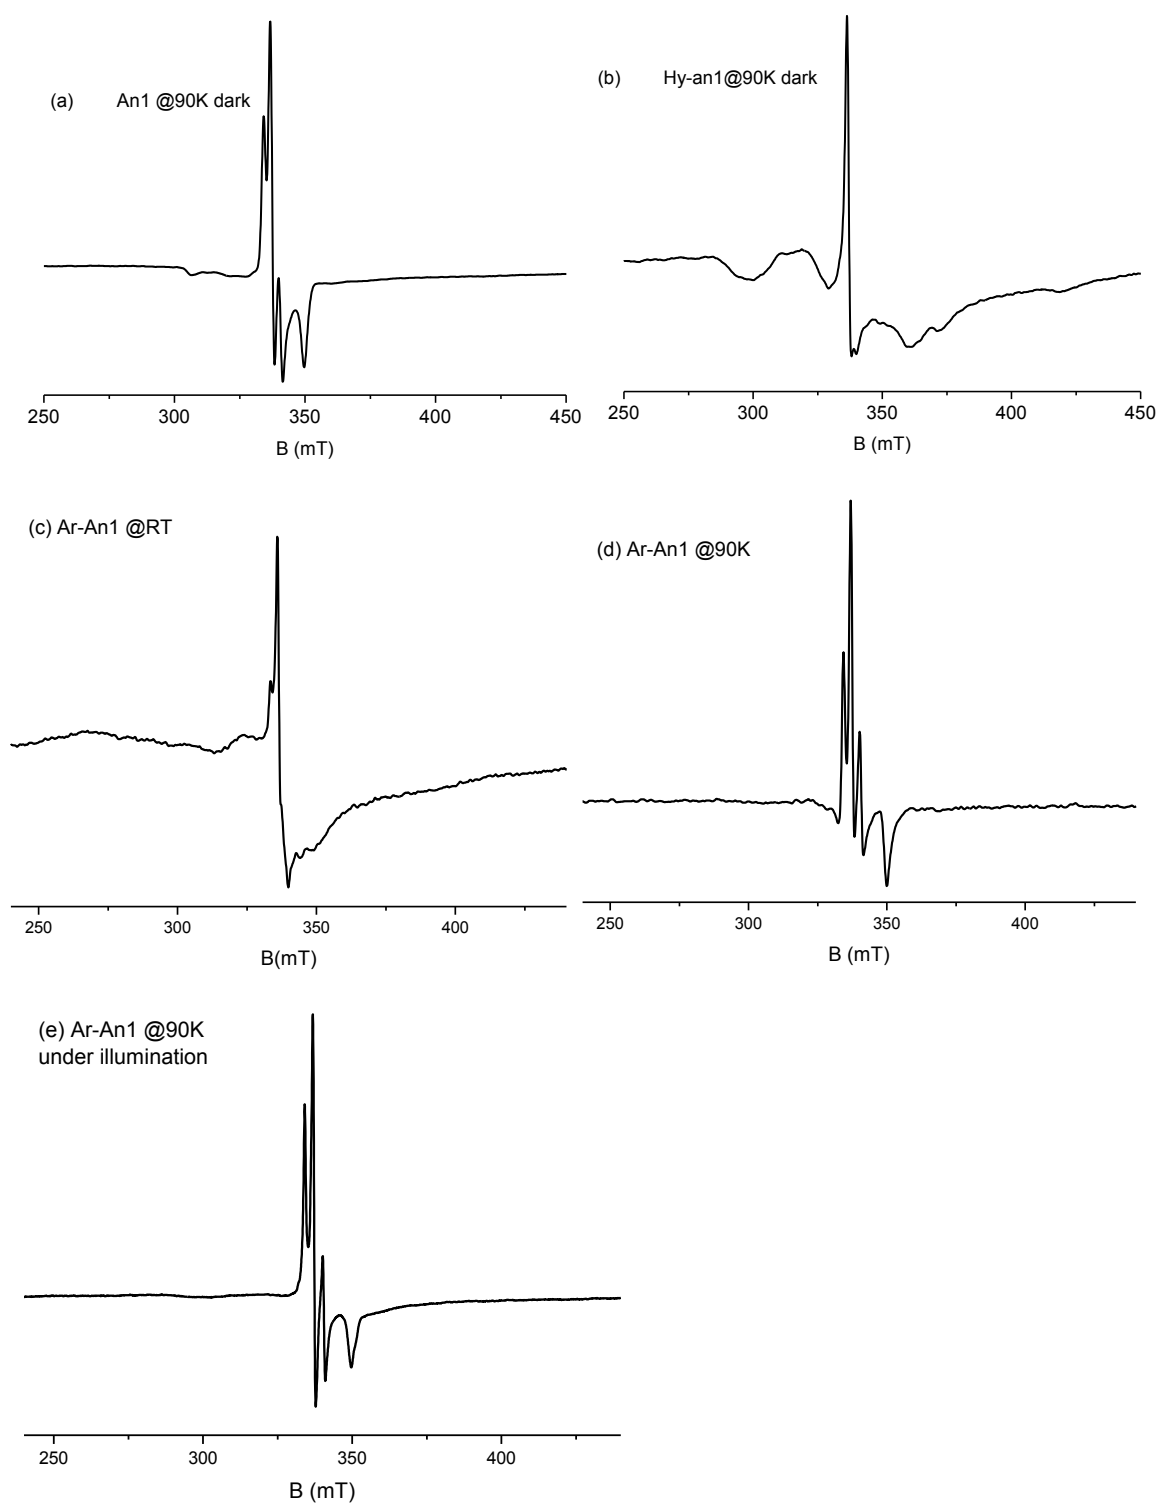 (a) An1 @90K dark
250 300 350 400 450
B (mT)
(b) Hy-an1@90K dark
250 300 350 400 450
B (mT)
(c) Ar-An1 @RT
250 300 350 400
B(mT)
(d) Ar-An1 @90K
250 300 350 400
B (mT)
(e) Ar-An1 @90K
under illumination
250 300 350 400
B (mT)